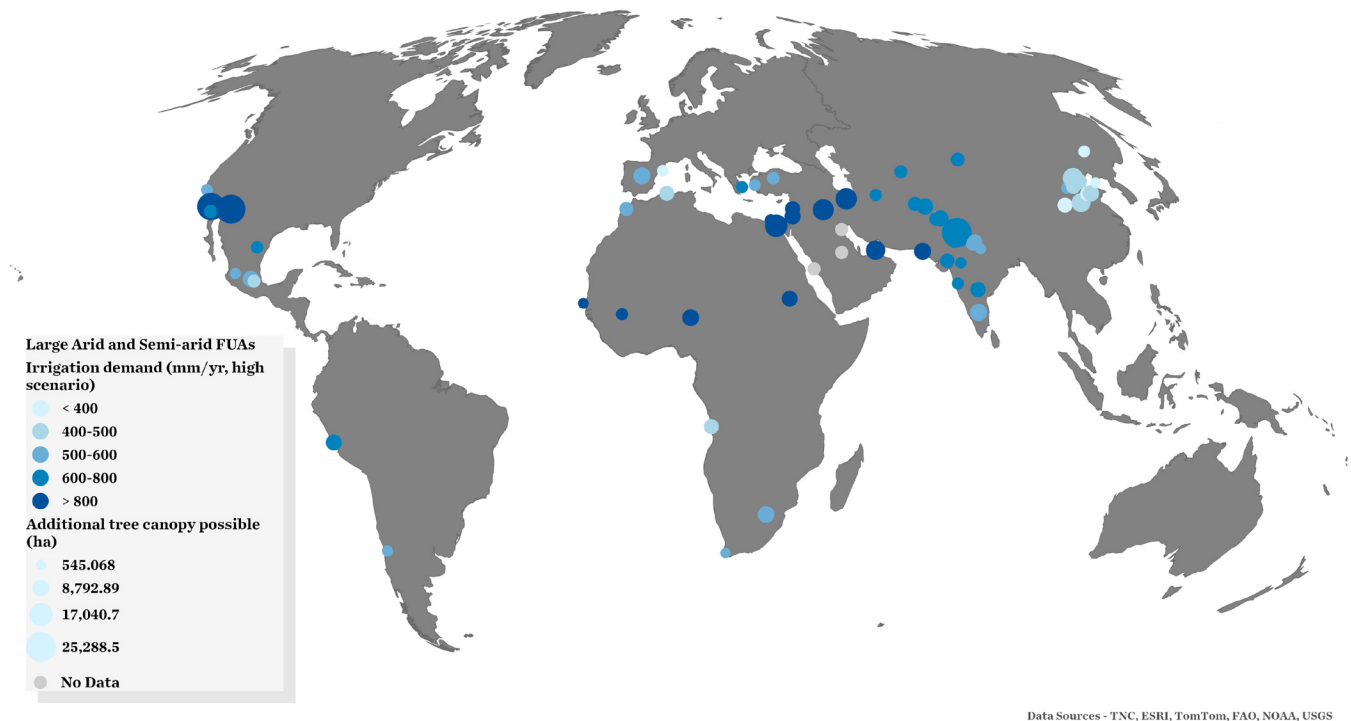 Large Arid and Semi-arid FUAs
Irrigation demand (mm/yr, high
scenario)
< 400
400-500
500-600
600-800
> 800
Additional tree canopy possible
(ha)
545.068
8,792.89
17,040.7
25,288.5
No Data
Data Sources - TNC, ESRI, TomTom, FAO, NOAA, USGS